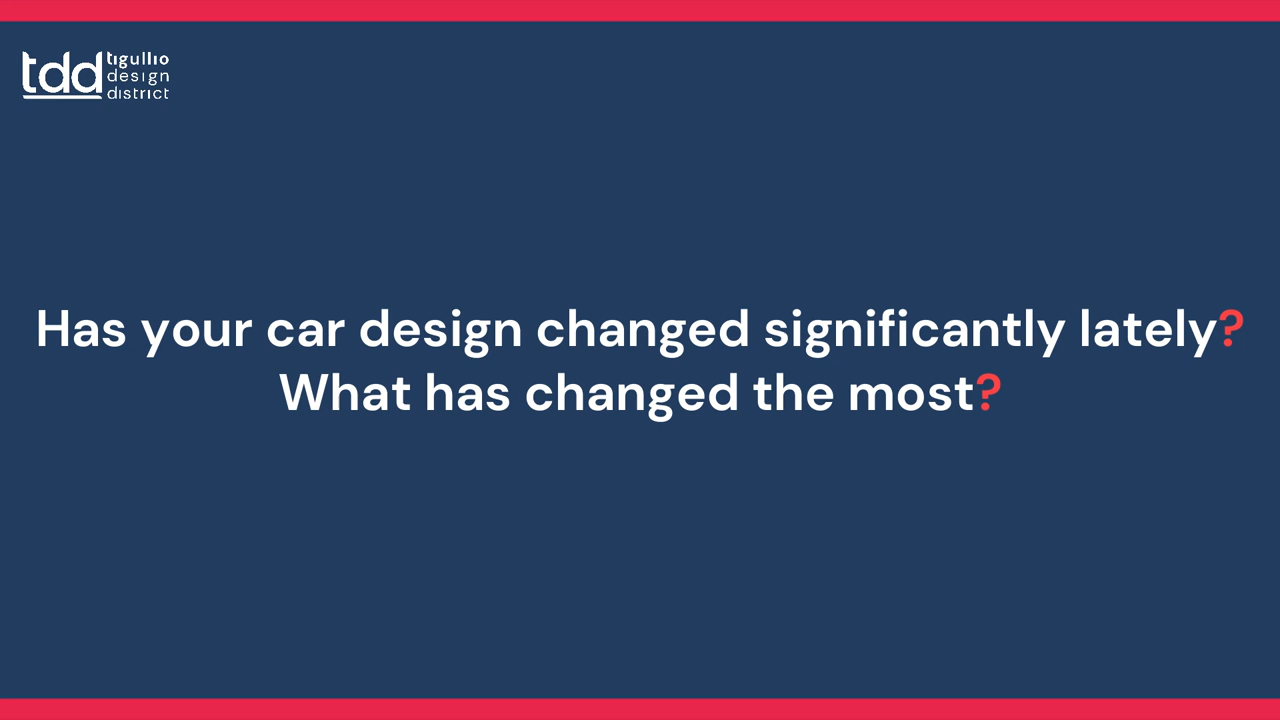 tdd
tigullio
design
district
Has your car design changed significantly lately?
What has changed the most?